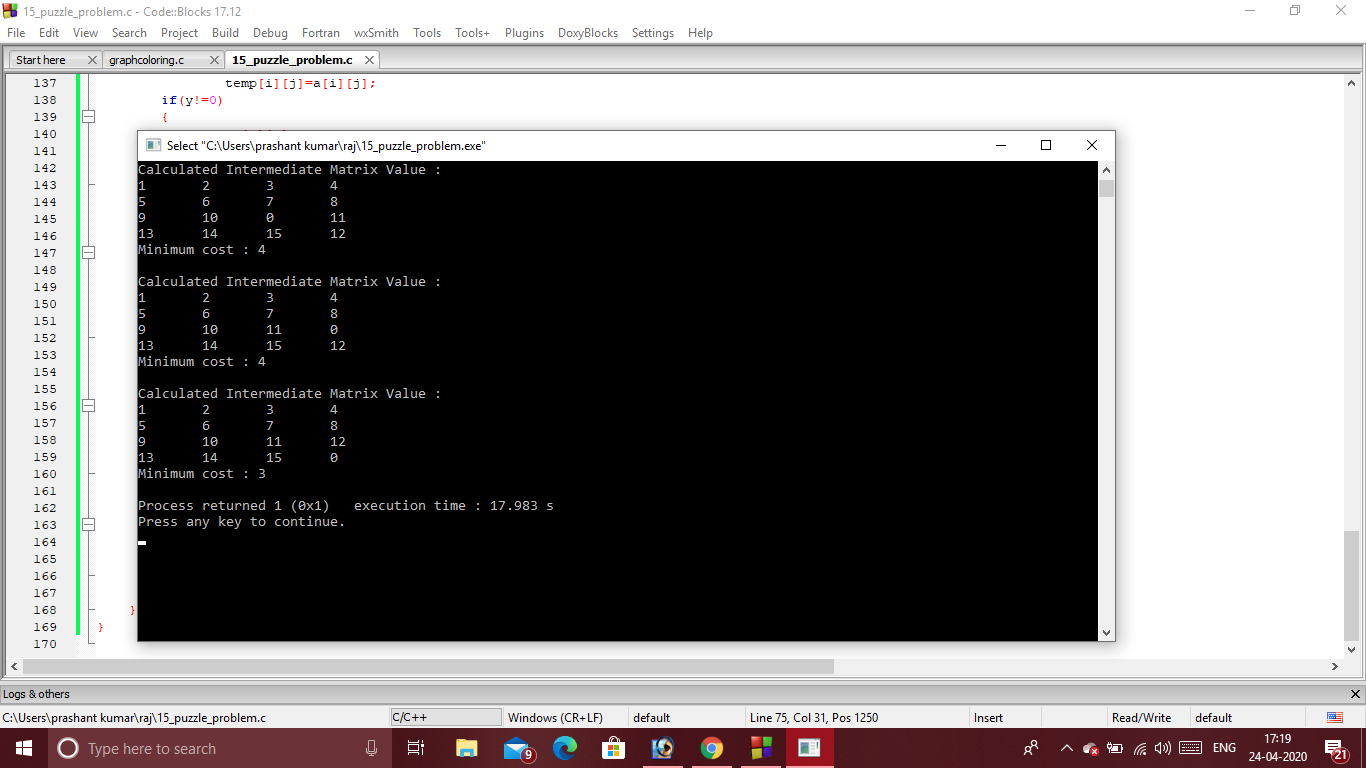 15_puzzle_problem.c - Code::Blocks 17.12
File Edit View Search Project Build Debug Fortran wxSmith Tools Tools+ Plugins DoxyBlocks Settings Help
Start here graphcoloring.c 15_puzzle_problem.c
137 temp[i][j]=a[i][j];
138 if(y!=0)
139 {
140
141
142
143
144
145
146
147
148
149
150
151
152
153
154
155
156
157
158
159
160
161
162
163
164
165
166
167
168 }
169 }
170
Select "C:\Users\prashant kumar\raj\15_puzzle_problem.exe"
Calculated Intermediate Matrix Value :
1 2 3 4
5 6 7 8
9 10 0 11
13 14 15 12
Minimum cost : 4
Calculated Intermediate Matrix Value :
1 2 3 4
5 6 7 8
9 10 11 0
13 14 15 12
Minimum cost : 4
Calculated Intermediate Matrix Value :
1 2 3 4
5 6 7 8
9 10 11 12
13 14 15 0
Minimum cost : 3
Process returned 1 (0x1) execution time : 17.983 s
Press any key to continue.
Logs & others
C:\Users\prashant kumar\raj\15_puzzle_problem.c C/C++ Windows (CR+LF) default Line 75, Col 31, Pos 1250 Insert Read/Write default
Type here to search 9 ENG 17:19
24-04-2020 21